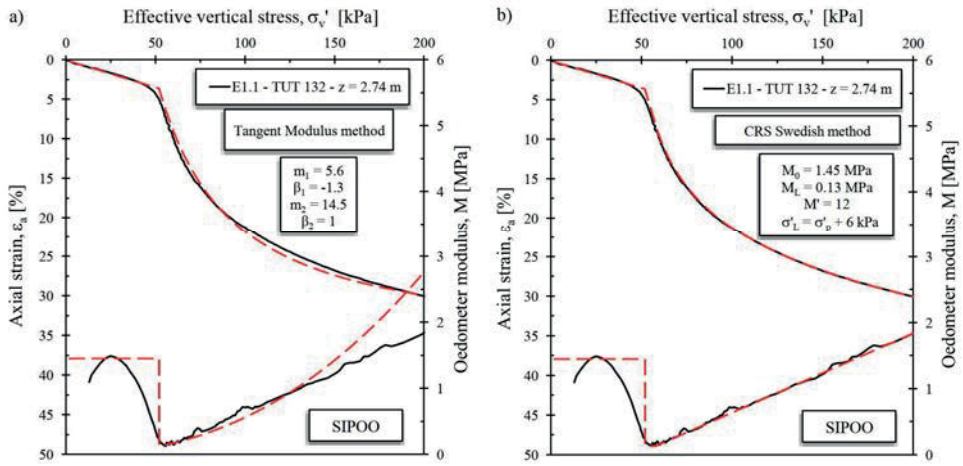 a)
Effective vertical stress, σv' [kPa]
0 50 100 150 200
0
5
10
15
20
25
30
35
40
45
50
Axial strain, εa [%]
6
5
4
3
2
1
0
Oedometer modulus, M [MPa]
E1.1 - TUT 132 - z = 2.74 m
Tangent Modulus method
m1 = 5.6
β1 = -1.3
m2 = 14.5
β2 = 1
SIPOO
b)
Effective vertical stress, σv' [kPa]
0 50 100 150 200
0
5
10
15
20
25
30
35
40
45
50
Axial strain, εa [%]
6
5
4
3
2
1
0
Oedometer modulus, M [MPa]
E1.1 - TUT 132 - z = 2.74 m
CRS Swedish method
M0 = 1.45 MPa
ML = 0.13 MPa
M' = 12
σ'L = σ'p + 6 kPa
SIPOO